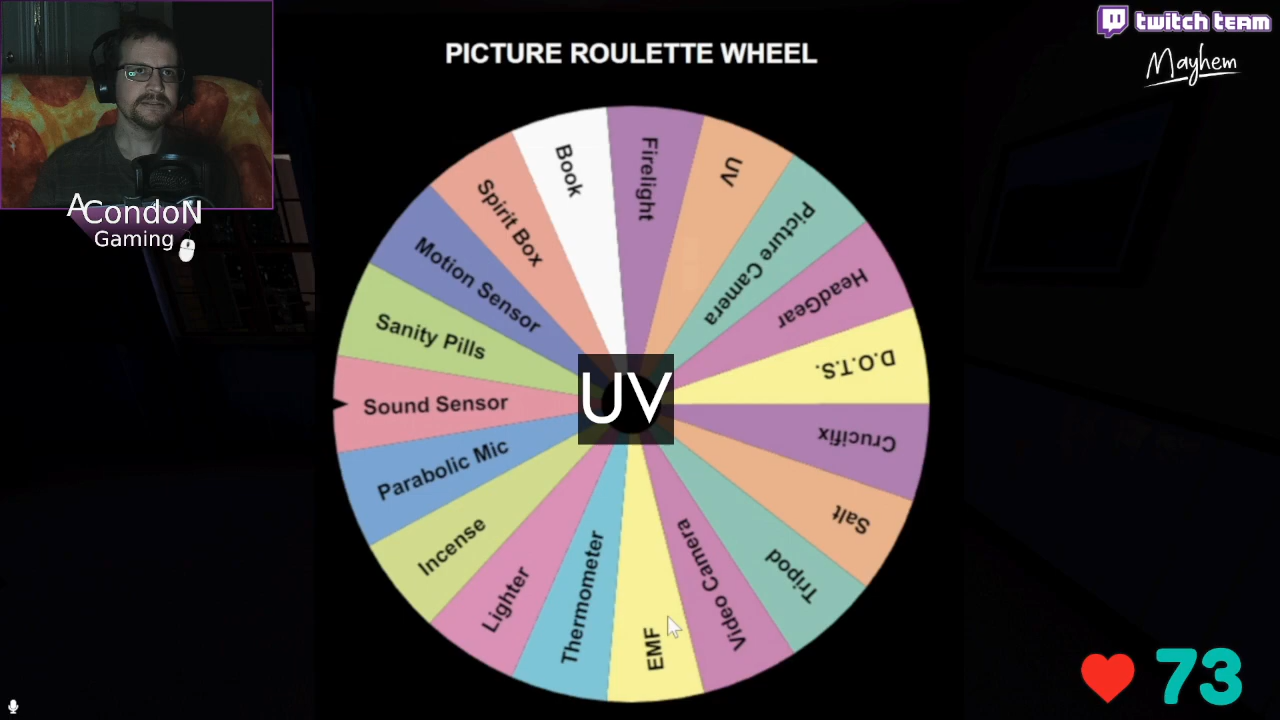 twitch team
Mayhem
PICTURE ROULETTE WHEEL
ACondoN
Gaming
Firelight
UV
Picture Camera
HeadGear
D.O.T.S.
Crucifix
Salt
Tripod
Video Camera
EMF
Thermometer
Lighter
Incense
Parabolic Mic
Sound Sensor
Sanity Pills
Motion Sensor
Spirit Box
Book
UV
73